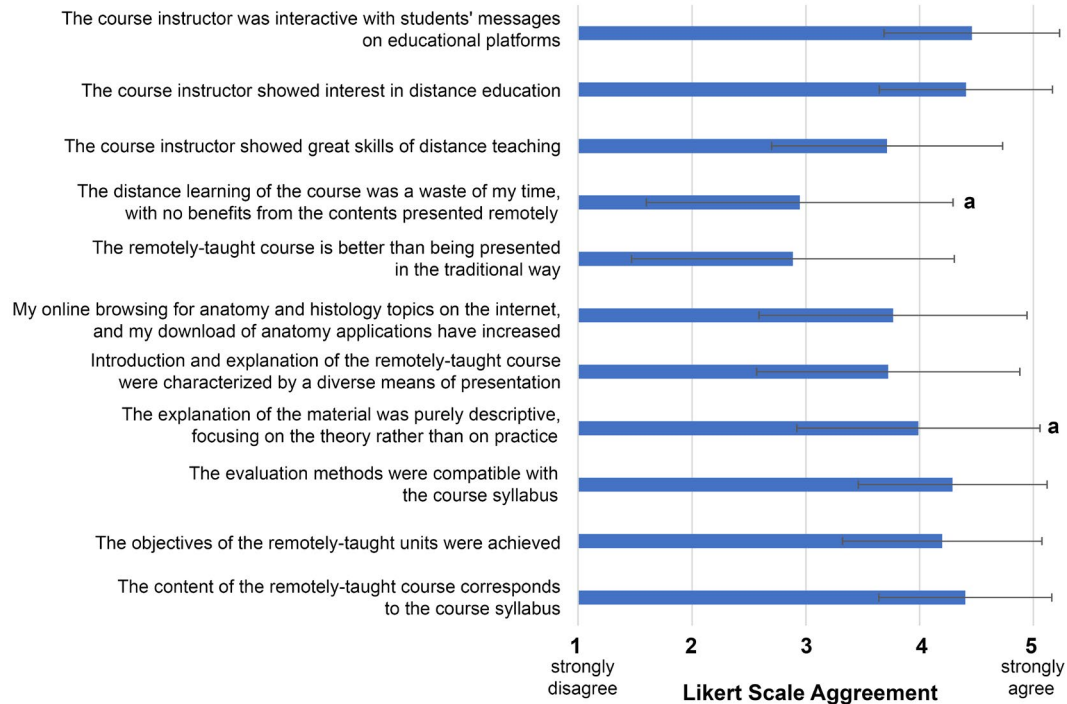 The course instructor was interactive with students' messages
on educational platforms
The course instructor showed interest in distance education
The course instructor showed great skills of distance teaching
The distance learning of the course was a waste of my time,
with no benefits from the contents presented remotely
a
The remotely-taught course is better than being presented
in the traditional way
My online browsing for anatomy and histology topics on the internet,
and my download of anatomy applications have increased
Introduction and explanation of the remotely-taught course
were characterized by a diverse means of presentation
The explanation of the material was purely descriptive,
focusing on the theory rather than on practice
a
The evaluation methods were compatible with
the course syllabus
The objectives of the remotely-taught units were achieved
The content of the remotely-taught course corresponds
to the course syllabus
1 2 3 4 5
strongly
disagree
strongly
agree
Likert Scale Aggreement